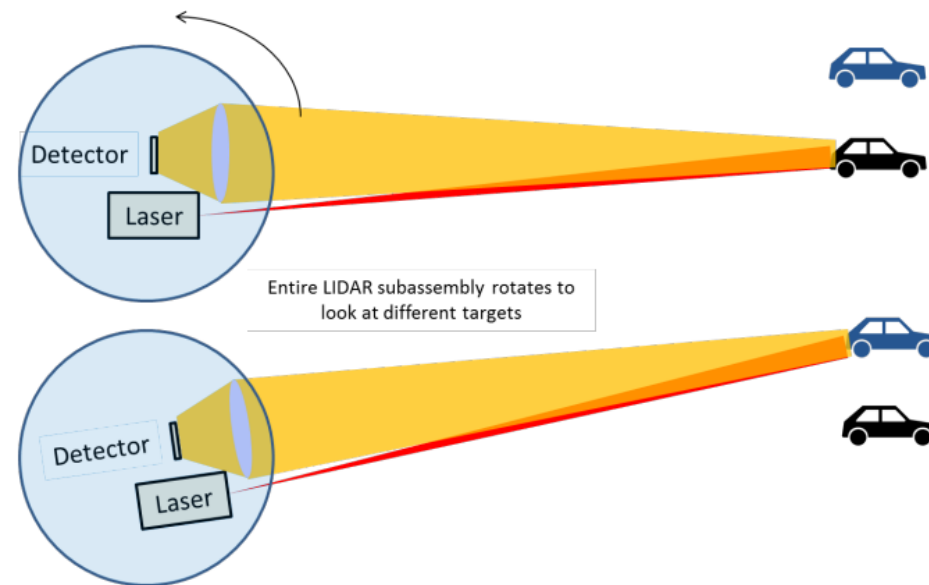 Detector
Laser
Entire LIDAR subassembly rotates to
look at different targets
Detector
Laser